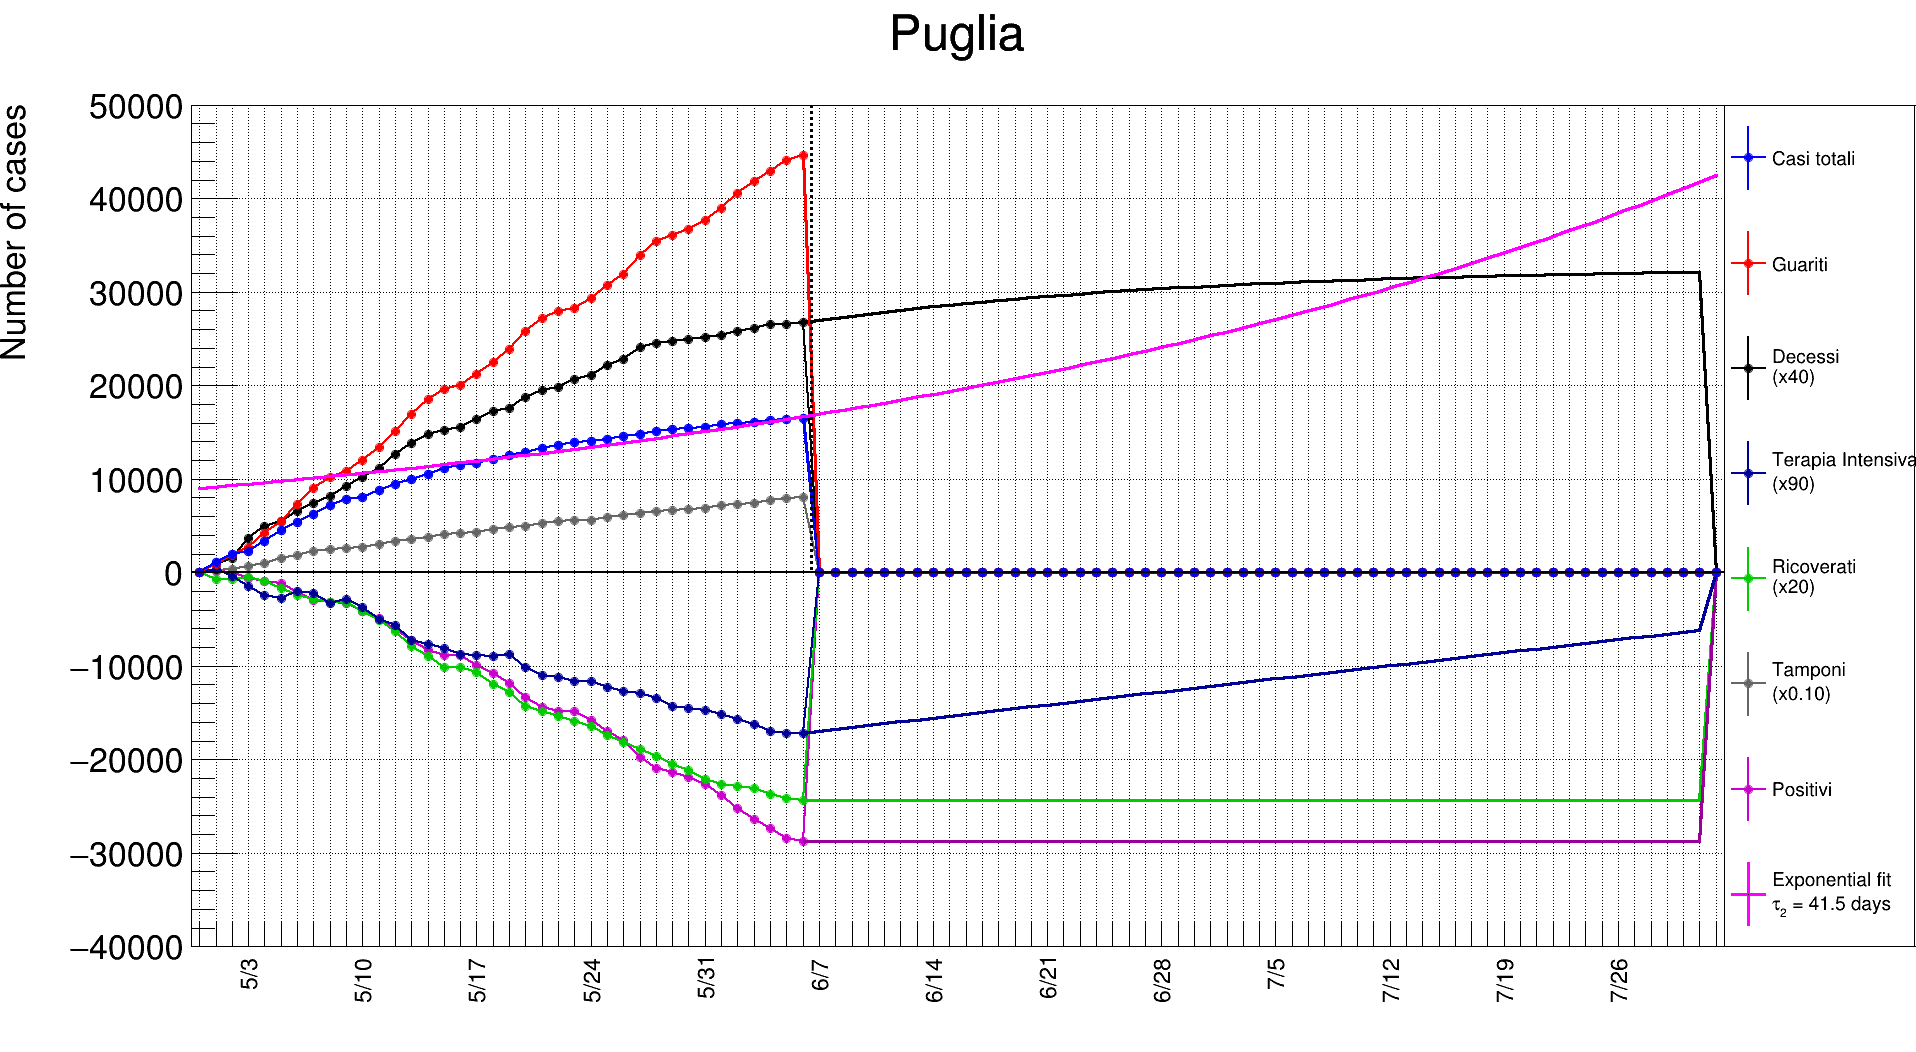 Puglia
Number of cases
50000
40000
30000
20000
10000
0
−10000
−20000
−30000
−40000
5/3
5/10
5/17
5/24
5/31
6/7
6/14
6/21
6/28
7/5
7/12
7/19
7/26
Casi totali
Guariti
Decessi
(x40)
Terapia Intensiva
(x90)
Ricoverati
(x20)
Tamponi
(x0.10)
Positivi
Exponential fit
τ2 = 41.5 days